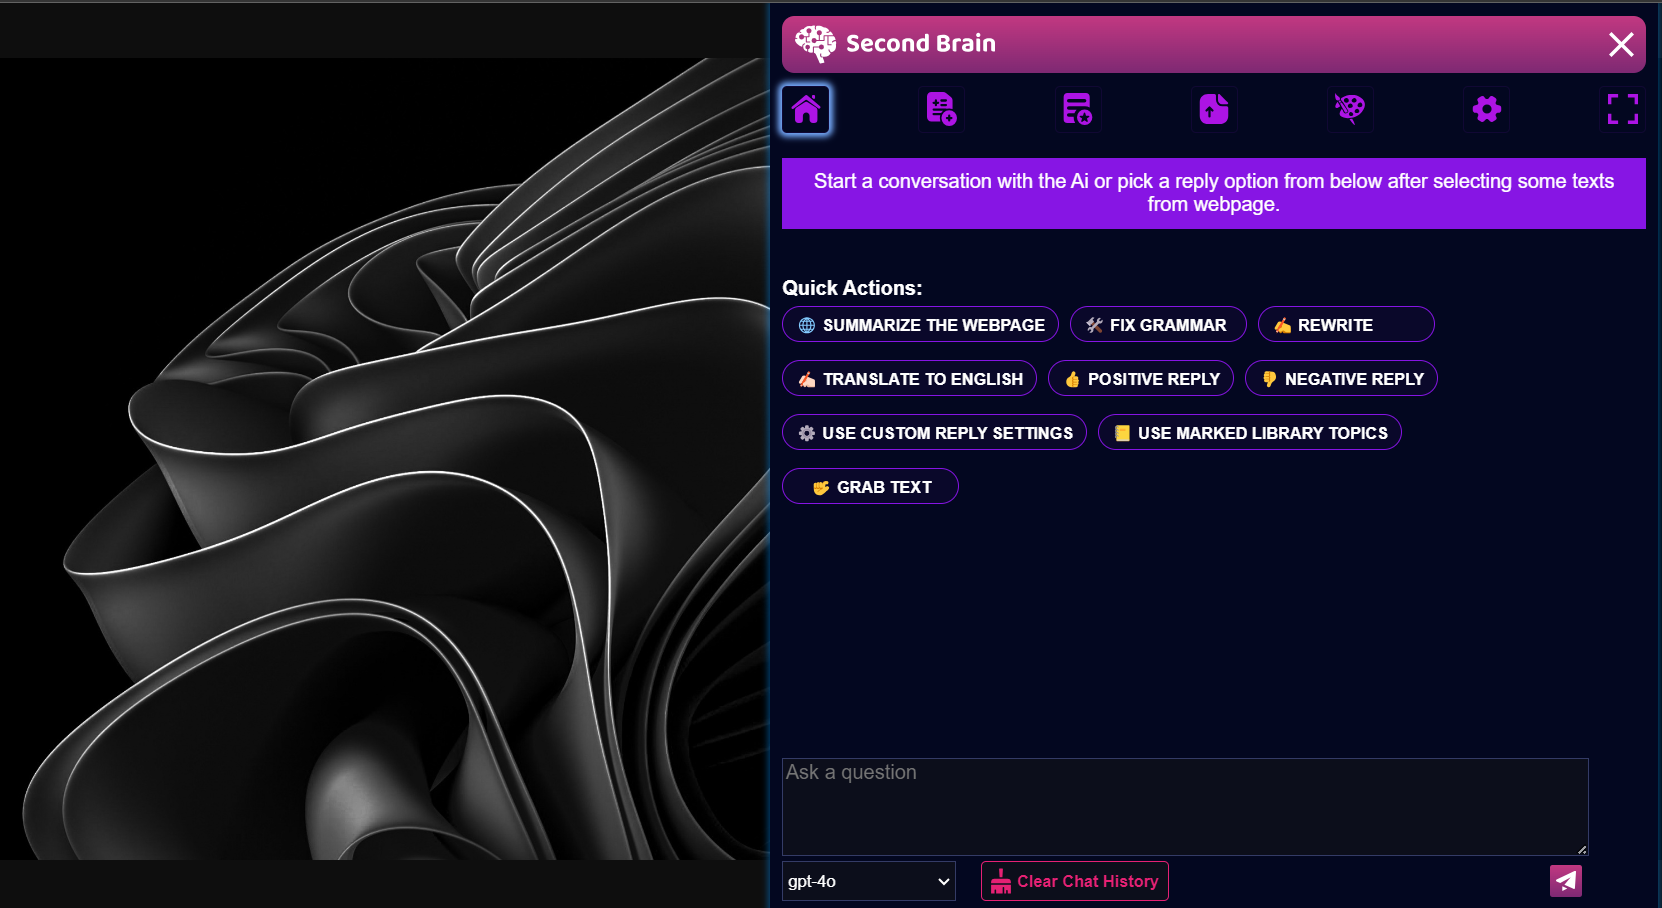 Second Brain
Start a conversation with the Ai or pick a reply option from below after selecting some texts
from webpage.
Quick Actions:
SUMMARIZE THE WEBPAGE
FIX GRAMMAR
REWRITE
TRANSLATE TO ENGLISH
POSITIVE REPLY
NEGATIVE REPLY
USE CUSTOM REPLY SETTINGS
USE MARKED LIBRARY TOPICS
GRAB TEXT
Ask a question
gpt-4o
Clear Chat History